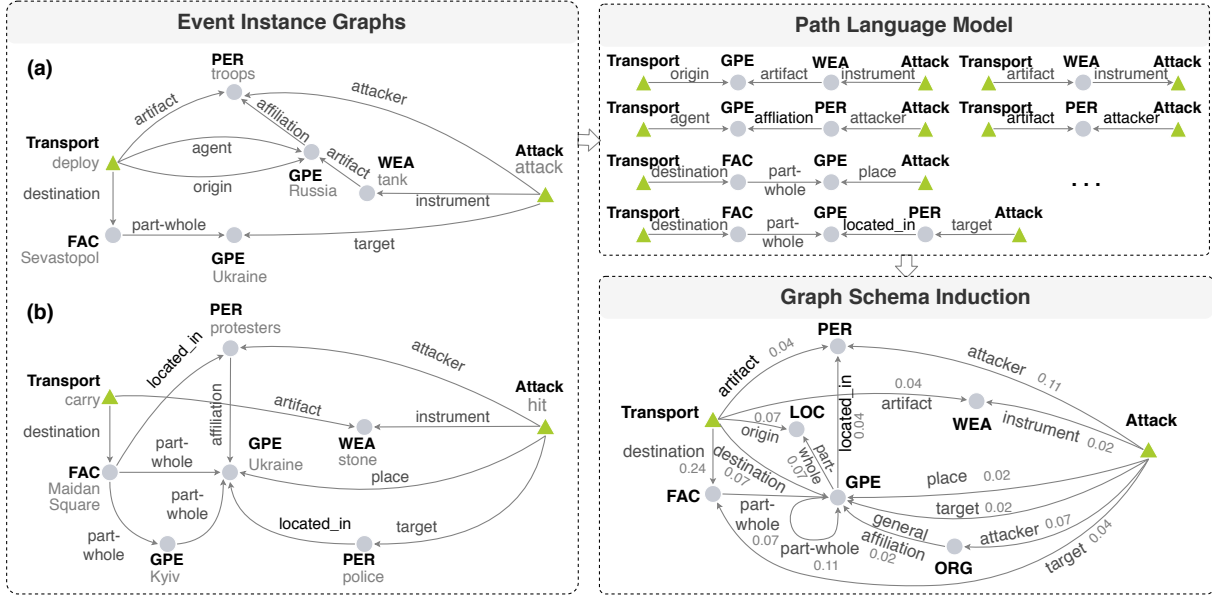 Event Instance Graphs
(a)
PER
troops
artifact
affiliation
attacker
Transport
deploy
agent
origin
GPE
Russia
artifact
WEA
tank
Attack
attack
instrument
destination
FAC
Sevastopol
part-whole
GPE
Ukraine
target
(b)
PER
protesters
located_in
attacker
Transport
carry
affiliation
artifact
Attack
hit
instrument
WEA
stone
destination
FAC
Maidan
Square
part-
whole
GPE
Ukraine
place
part-
whole
part-
whole
GPE
Kyiv
located_in
target
PER
police
Path Language Model
Transport GPE WEA Attack
origin artifact instrument
Transport WEA Attack
artifact instrument
Transport GPE PER Attack
agent affliation attacker
Transport PER Attack
artifact attacker
Transport FAC GPE Attack
destination part-
whole place
. . .
Transport FAC GPE PER Attack
destination part-
whole located_in target
Graph Schema Induction
PER
artifact 0.04
attacker 0.11
located_in
0.04
Transport
0.04
artifact
WEA
instrument 0.02
Attack
0.07
origin
LOC
part-
whole
0.07
destination
0.24
destination
0.07
FAC
GPE
place 0.02
target 0.02
part-
whole
0.07
part-whole
0.11
general
affiliation
0.02
ORG
attacker 0.07
target 0.04